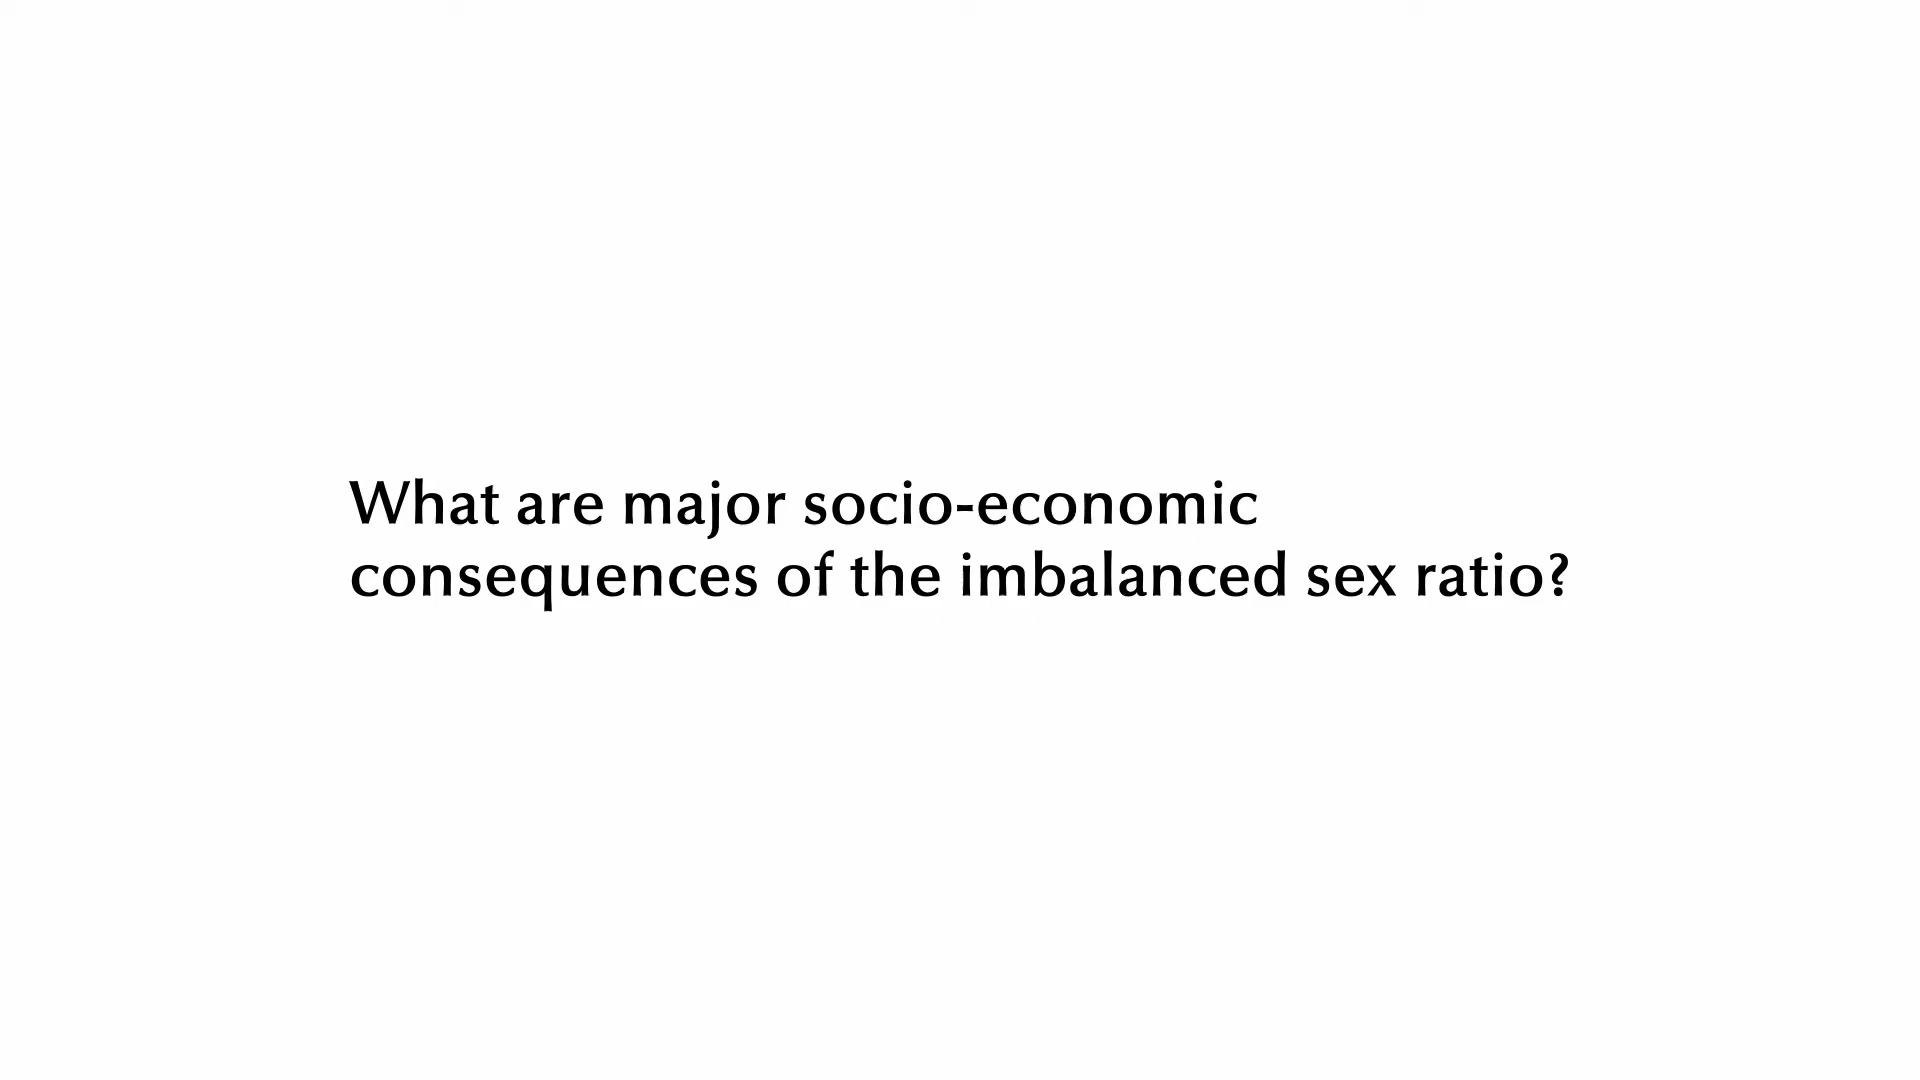 What are major socio-economic
consequences of the imbalanced sex ratio?